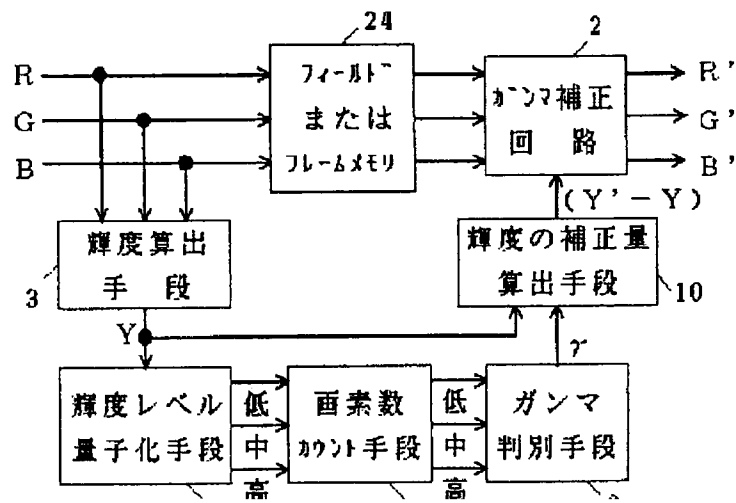 24
2
R
フィールド
または
フレームメモリ
ガンマ補正
回路
R'
G
G'
B
B'
(Y'-Y)
輝度算出
手段
3
輝度の補正量
算出手段
10
Y
γ
輝度レベル
量子化手段
低
中
高
画素数
カウント手段
低
中
高
ガンマ
判別手段